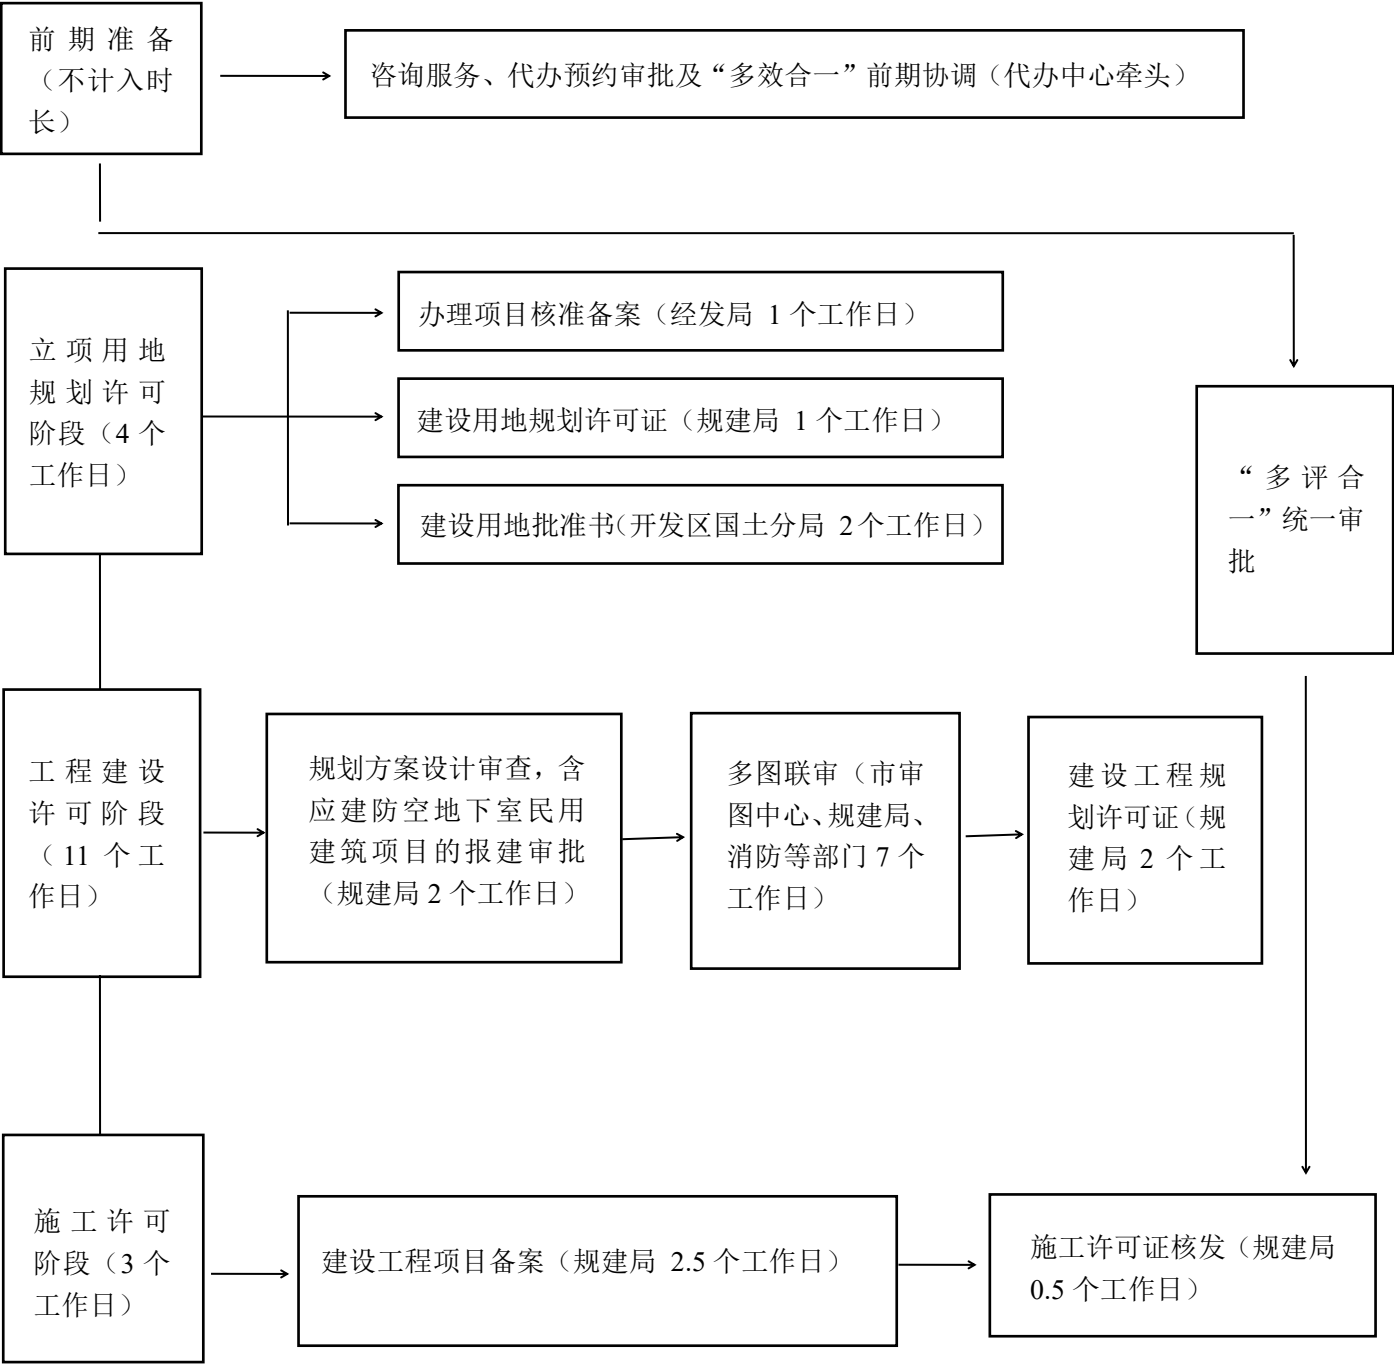 前期准备
（不计入时
长）
咨询服务、代办预约审批及“多效合一”前期协调（代办中心牵头）
立项用地
规划许可
阶段（4个
工作日）
办理项目核准备案（经发局 1个工作日）
建设用地规划许可证（规建局 1个工作日）
建设用地批准书（开发区国土分局 2个工作日）
“多评合
一”统一审
批
工程建设
许可阶段
（11个工
作日）
规划方案设计审查，含
应建防空地下室民用
建筑项目的报建审批
（规建局2个工作日）
多图联审（市审
图中心、规建局、
消防等部门7个
工作日）
建设工程规
划许可证（规
建局2个工
作日）
施工许可
阶段（3个
工作日）
建设工程项目备案（规建局 2.5个工作日）
施工许可证核发（规建局
0.5个工作日）